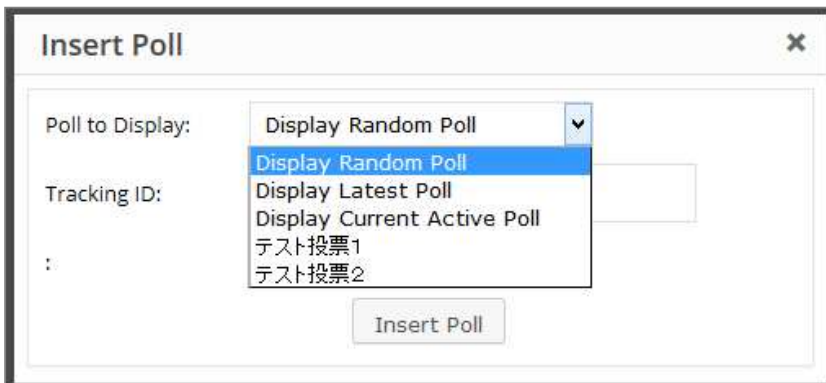 Insert Poll
Poll to Display:
Display Random Poll
Display Random Poll
Display Latest Poll
Tracking ID:
Display Current Active Poll
テスト投票1
:
テスト投票2
Insert Poll